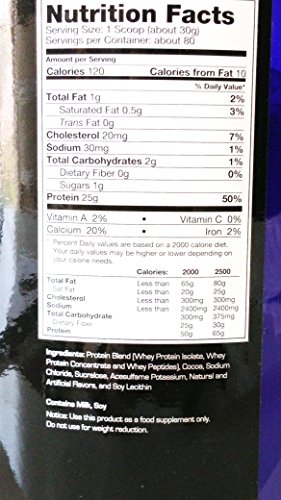 Nutrition Facts
Serving Size: 1 Scoop (about 30g)
Servings per Container: about 80
Amount per Serving
Calories 120 Calories from Fat 10
% Daily Value*
Total Fat 1g 2%
Saturated Fat 0.5g 3%
Trans Fat 0g
Cholesterol 20mg 7%
Sodium 30mg 1%
Total Carbohydrates 2g 1%
Dietary Fiber 0g 0%
Sugars 1g
Protein 25g 50%
Vitamin A 2% • Vitamin C 0%
Calcium 20% • Iron 2%
* Percent Daily values are based on a 2000 calorie diet.
Your daily values may be higher or lower depending on
your calorie needs.
Calories: 2000 2500
Total Fat Less than 65g 80g
Sat Fat Less than 20g 25g
Cholesterol Less than 300mg 300mg
Sodium Less than 2400mg 2400mg
Total Carbohydrate 300mg 375mg
Dietary Fiber 25g 30g
Protein 50g 65g
Ingredients: Protein Blend (Whey Protein Isolate, Whey
Protein Concentrate and Whey Peptides), Cocoa, Sodium
Chloride, Sucralose, Acesulfame Potassium, Natural and
Artificial Flavors, and Soy Lecithin
Contains Milk, Soy
Notice: Use this product as a food supplement only.
Do not use for weight reduction.